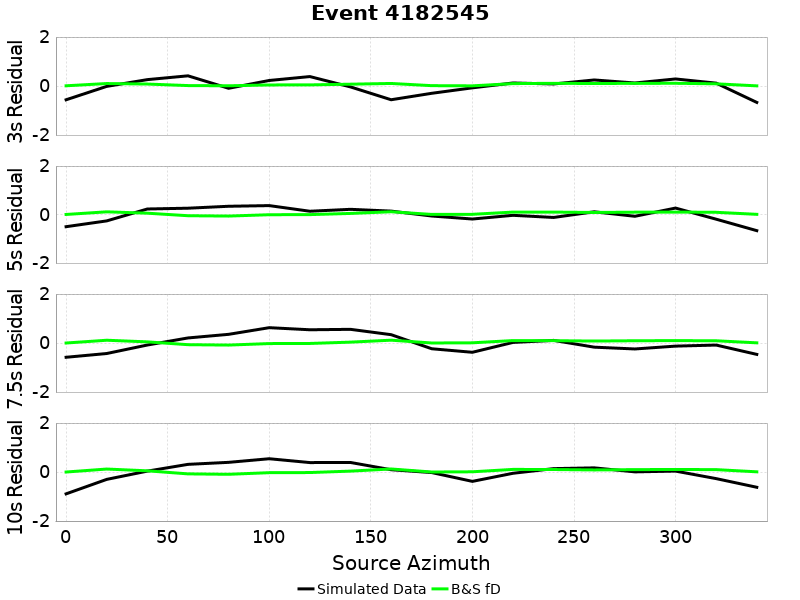 Event 4182545
3s Residual
2
0
-2
5s Residual
2
0
-2
7.5s Residual
2
0
-2
10s Residual
2
0
-2
0 50 100 150 200 250 300
Source Azimuth
Simulated Data B&S fD